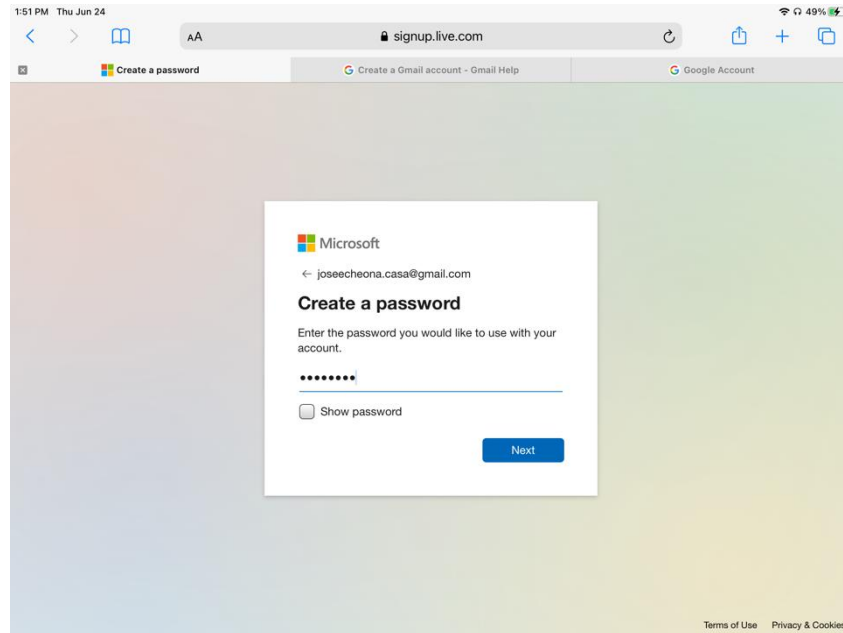 1:51 PM Thu Jun 24
49%
AA
signup.live.com
Create a password
Create a Gmail account - Gmail Help
Google Account
Microsoft
← joseecheona.casa@gmail.com
Create a password
Enter the password you would like to use with your
account.
••••••••
Show password
Next
Terms of Use Privacy & Cookies